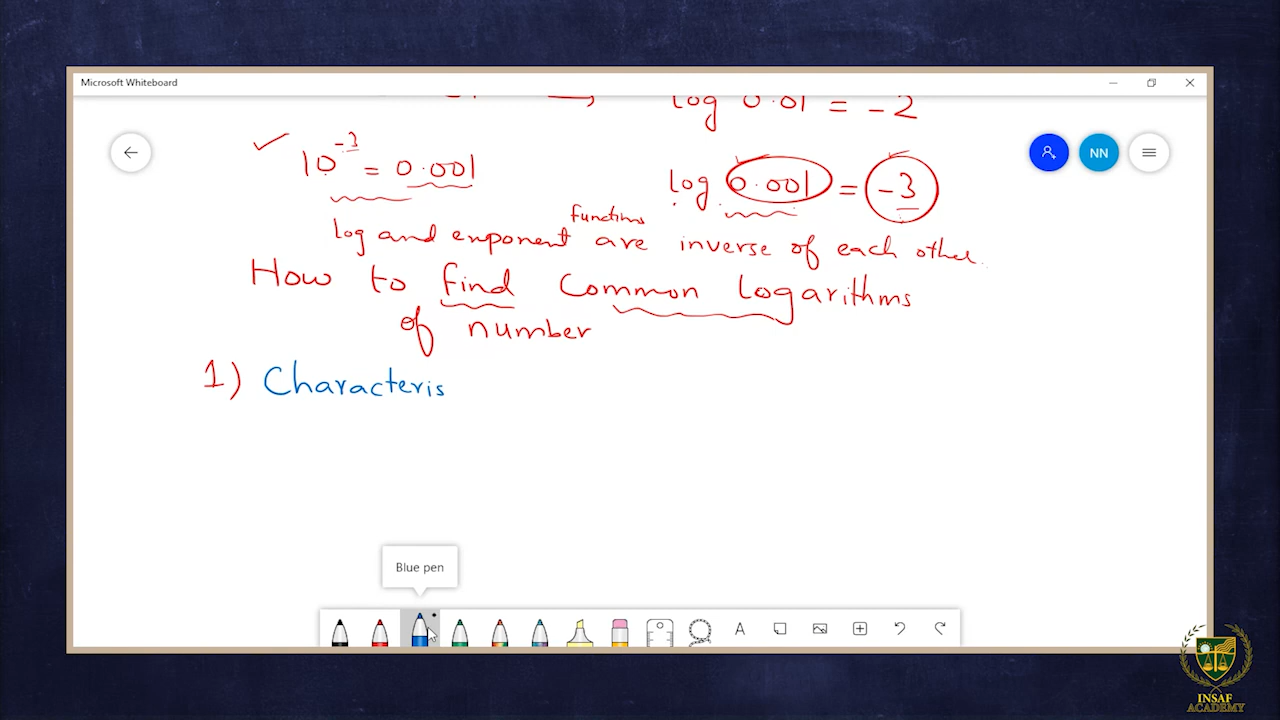 Microsoft Whiteboard
log 0.01 = -2
10^-3 = 0.001
log 0.001 = -3
log and exponent functions are inverse of each other.
How to find Common Logarithms
of number
NN
1) Characteris
Blue pen
A
INSAF
ACADEMY